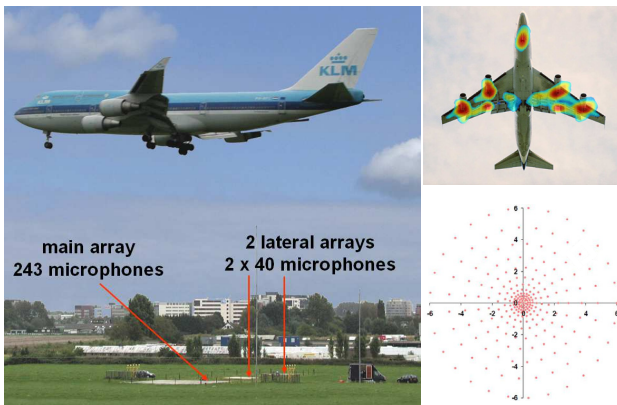 KLM
main array
243 microphones
2 lateral arrays
2 x 40 microphones
6
4
2
0
-6 -4 -2 0 2 4 6
-2
-4
-6